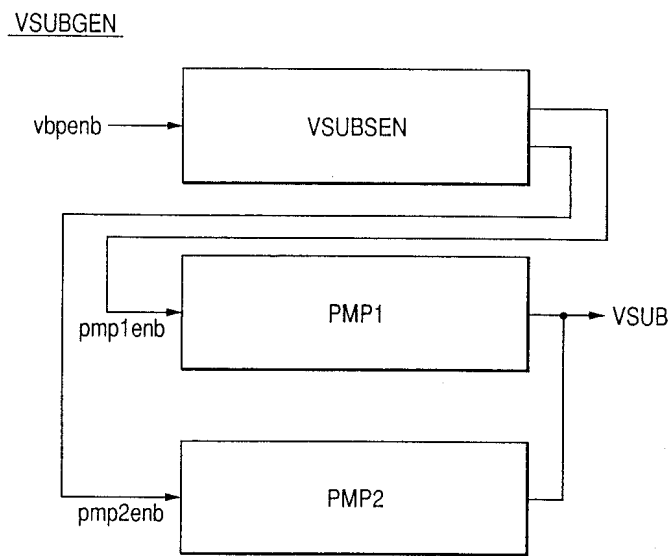 VSUBGEN
vbpenb
VSUBSEN
pmp1enb
PMP1
VSUB
pmp2enb
PMP2